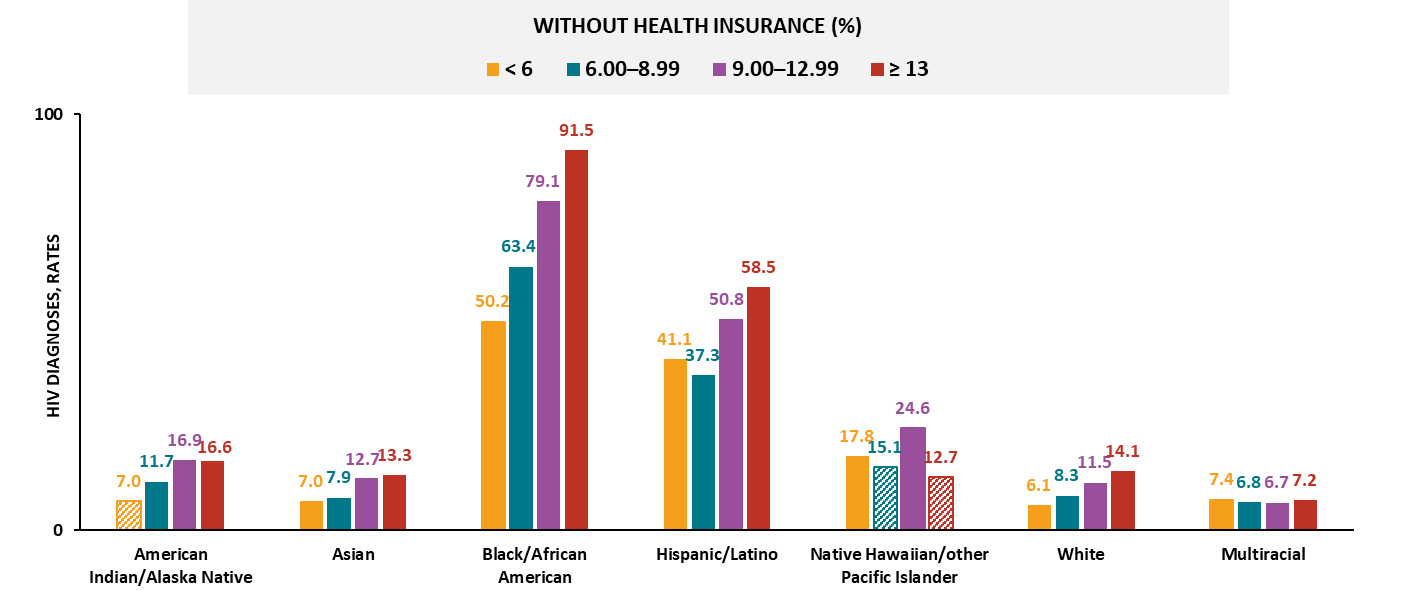 WITHOUT HEALTH INSURANCE (%)
< 6 6.00–8.99 9.00–12.99 ≥ 13
HIV DIAGNOSES, RATES
100
0
7.0 11.7 16.9 16.6
7.0 7.9 12.7 13.3
50.2 63.4 79.1 91.5
41.1 37.3 50.8 58.5
17.8 15.1 24.6 12.7
6.1 8.3 11.5 14.1
7.4 6.8 6.7 7.2
American
Indian/Alaska Native
Asian
Black/African
American
Hispanic/Latino
Native Hawaiian/other
Pacific Islander
White
Multiracial